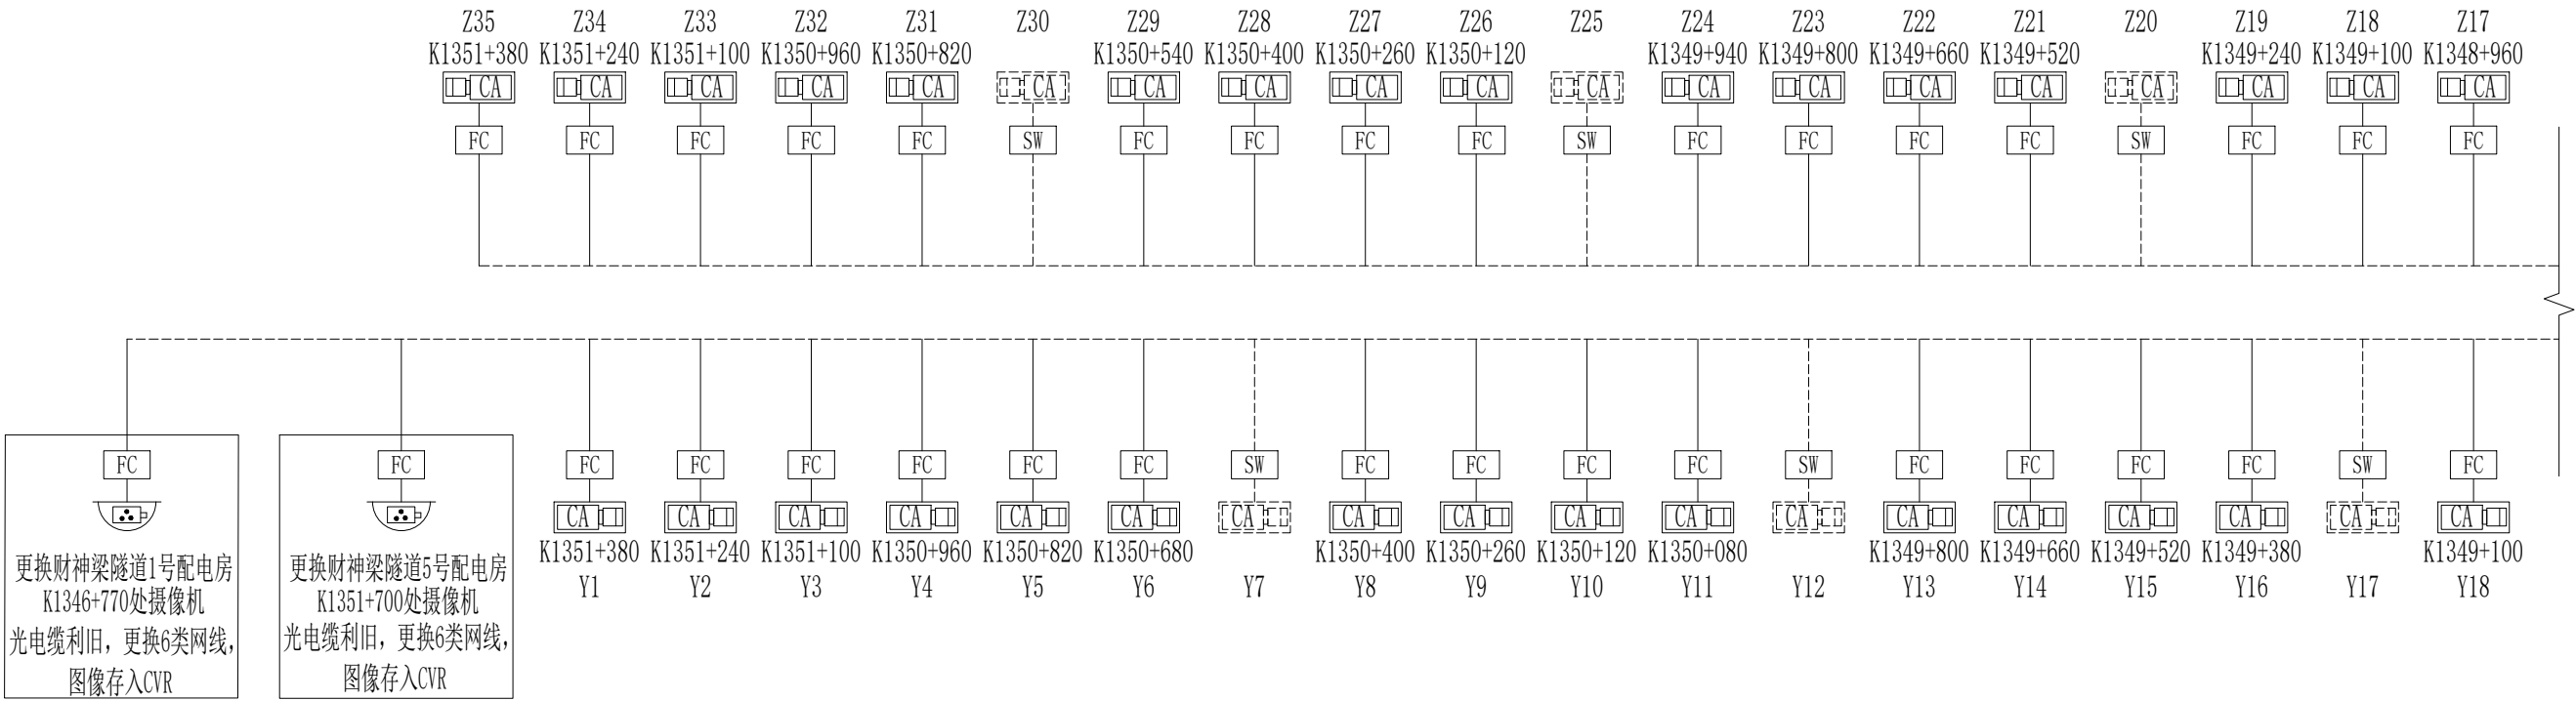 Z35 Z34 Z33 Z32 Z31 Z30 Z29 Z28 Z27 Z26 Z25 Z24 Z23 Z22 Z21 Z20 Z19 Z18 Z17
K1351+380 K1351+240 K1351+100 K1350+960 K1350+820 K1350+540 K1350+400 K1350+260 K1350+120 K1349+940 K1349+800 K1349+660 K1349+520 K1349+240 K1349+100 K1348+960
CA CA CA CA CA CA CA CA CA CA CA CA CA CA CA CA CA CA CA
FC FC FC FC FC SW FC FC FC FC SW FC FC FC FC SW FC FC FC
FC FC FC FC FC FC FC FC SW FC FC FC FC SW FC FC FC FC SW FC
CA CA CA CA CA CA CA CA CA CA CA CA CA CA CA CA CA CA
K1351+380 K1351+240 K1351+100 K1350+960 K1350+820 K1350+680 K1350+400 K1350+260 K1350+120 K1350+080 K1349+800 K1349+660 K1349+520 K1349+380 K1349+100
Y1 Y2 Y3 Y4 Y5 Y6 Y7 Y8 Y9 Y10 Y11 Y12 Y13 Y14 Y15 Y16 Y17 Y18
更换财神梁隧道1号配电房
K1346+770处摄像机
光电缆利旧，更换6类网线，
图像存入CVR
更换财神梁隧道5号配电房
K1351+700处摄像机
光电缆利旧，更换6类网线，
图像存入CVR